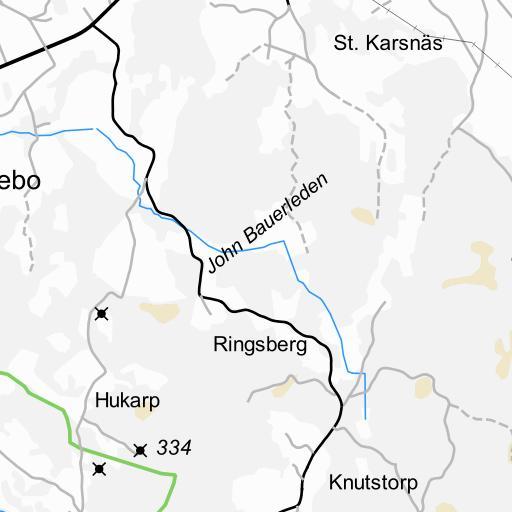 St. Karsnäs
ebo
John Bauerleden
Ringsberg
Hukarp
334
Knutstorp